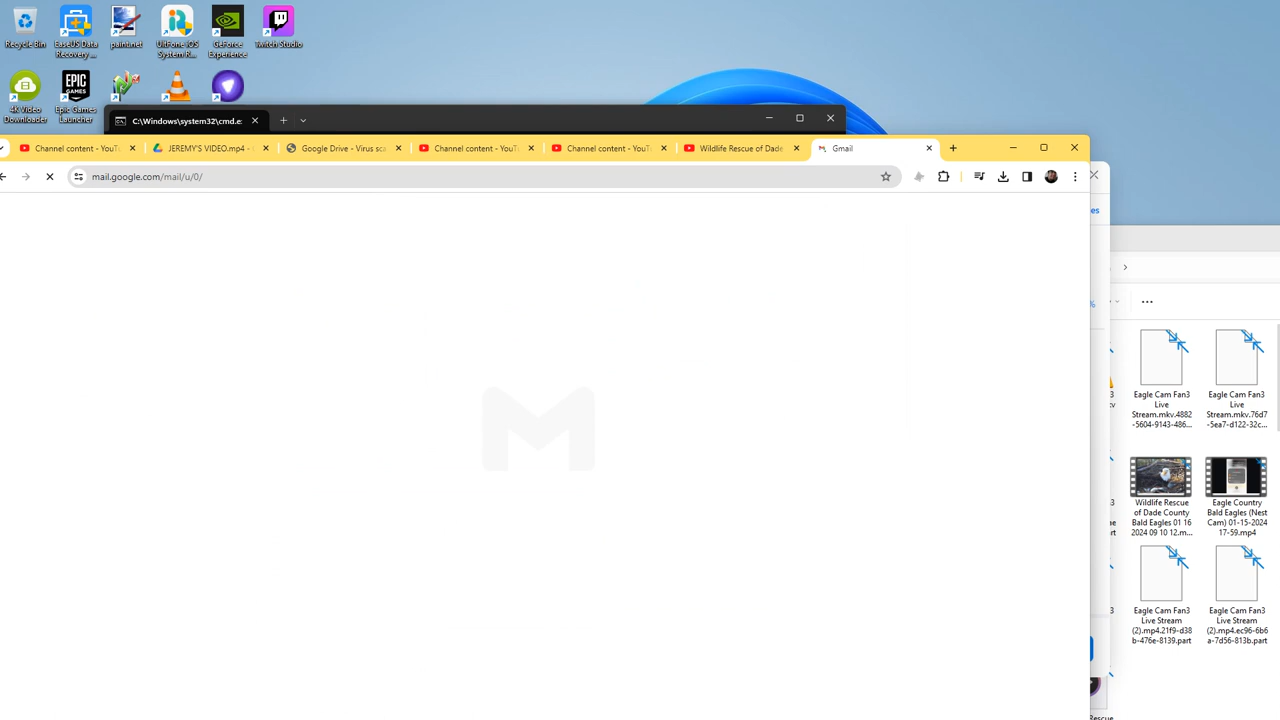 Recycle Bin
EaseUS Data
Recovery ...
paint.net
UltFone iOS
System R...
GeForce
Experience
Twitch Studio
4K Video
Downloader
EPIC
GAMES
Epic Games
Launcher
C:\Windows\system32\cmd.e:
Channel content - YouTu
JEREMY'S VIDEO.mp4 -
Google Drive - Virus sca
Channel content - YouTu
Channel content - YouTu
Wildlife Rescue of Dade
Gmail
mail.google.com/mail/u/0/
es
%
Eagle Cam Fan3
Live
Stream.mkv.4882
-5604-9143-486...
Eagle Cam Fan3
Live
Stream.mkv.76d7
-5ea7-d122-32c...
Wildlife Rescue
of Dade County
Bald Eagles 01 16
2024 09 10 12.m...
Eagle Country
Bald Eagles (Nest
Cam) 01-15-2024
17-59.mp4
Eagle Cam Fan3
Live Stream
(2).mp4.21f9-d38
b-476e-8139.part
Eagle Cam Fan3
Live Stream
(2).mp4.ec96-6b6
a-7d56-813b.part
Rescue